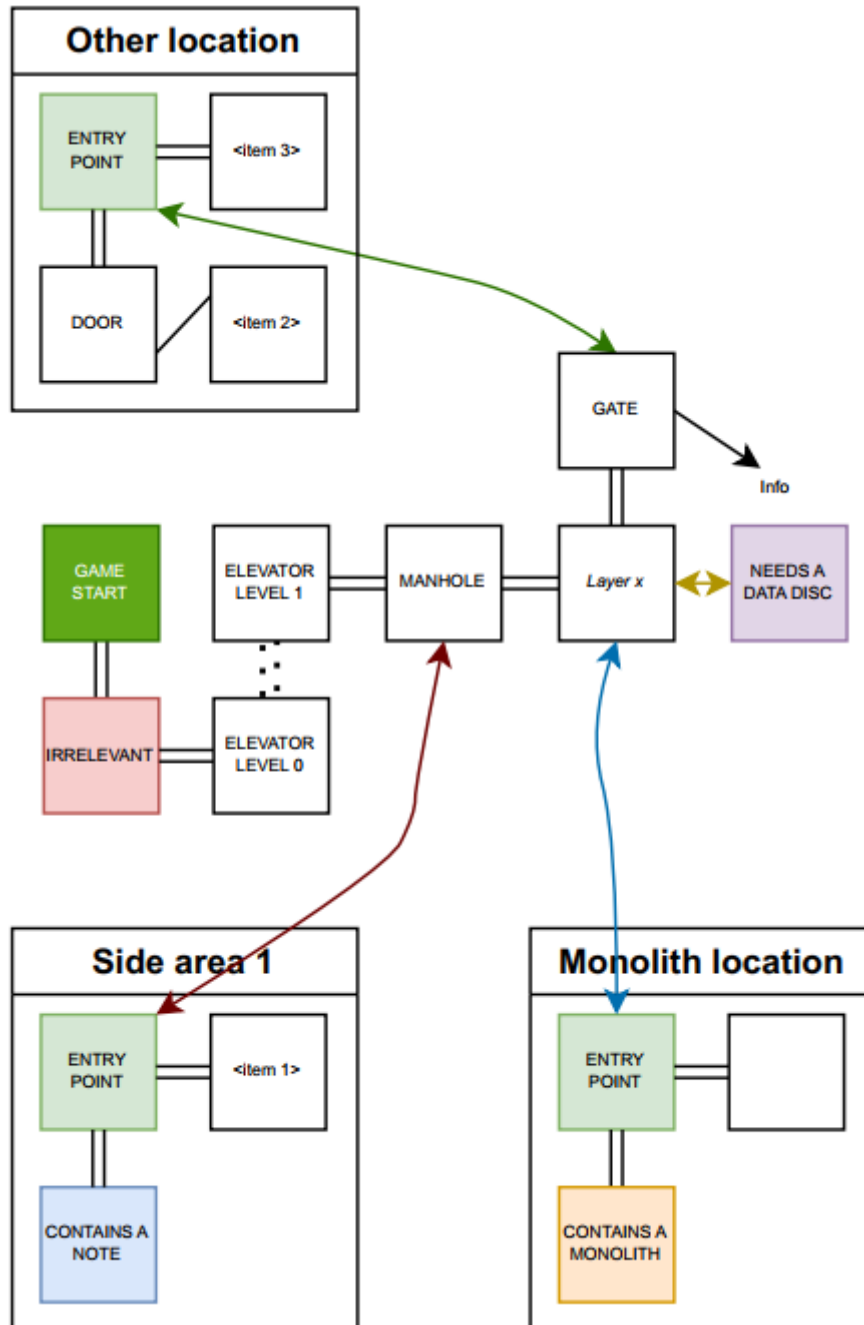 Other location
ENTRY
POINT
<item 3>
DOOR
<item 2>
GATE
Info
GAME
START
ELEVATOR
LEVEL 1
MANHOLE
Layer x
NEEDS A
DATA DISC
IRRELEVANT
ELEVATOR
LEVEL 0
Side area 1
ENTRY
POINT
<item 1>
CONTAINS A
NOTE
Monolith location
ENTRY
POINT
CONTAINS A
MONOLITH